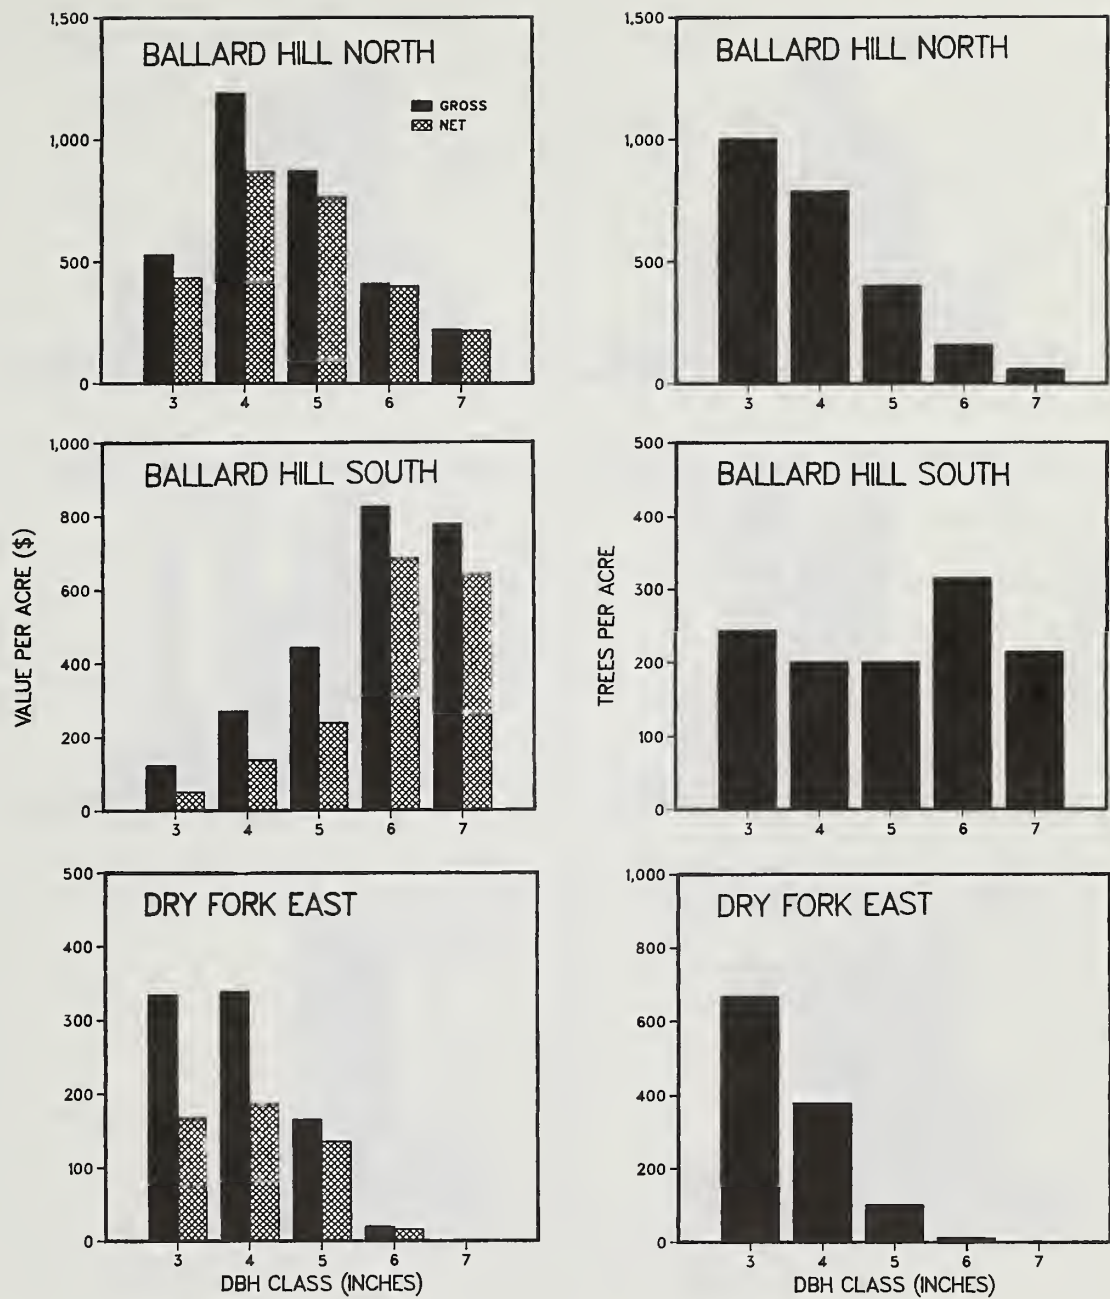 BALLARD HILL NORTH
GROSS
NET
1,500
1,000
500
0
3 4 5 6 7
BALLARD HILL NORTH
1,500
1,000
500
0
3 4 5 6 7
VALUE PER ACRE ($)
BALLARD HILL SOUTH
1,000
800
600
400
200
0
3 4 5 6 7
TREES PER ACRE
BALLARD HILL SOUTH
500
400
300
200
100
0
3 4 5 6 7
DRY FORK EAST
500
400
300
200
100
0
3 4 5 6 7
DBH CLASS (INCHES)
DRY FORK EAST
1,000
800
600
400
200
0
3 4 5 6 7
DBH CLASS (INCHES)